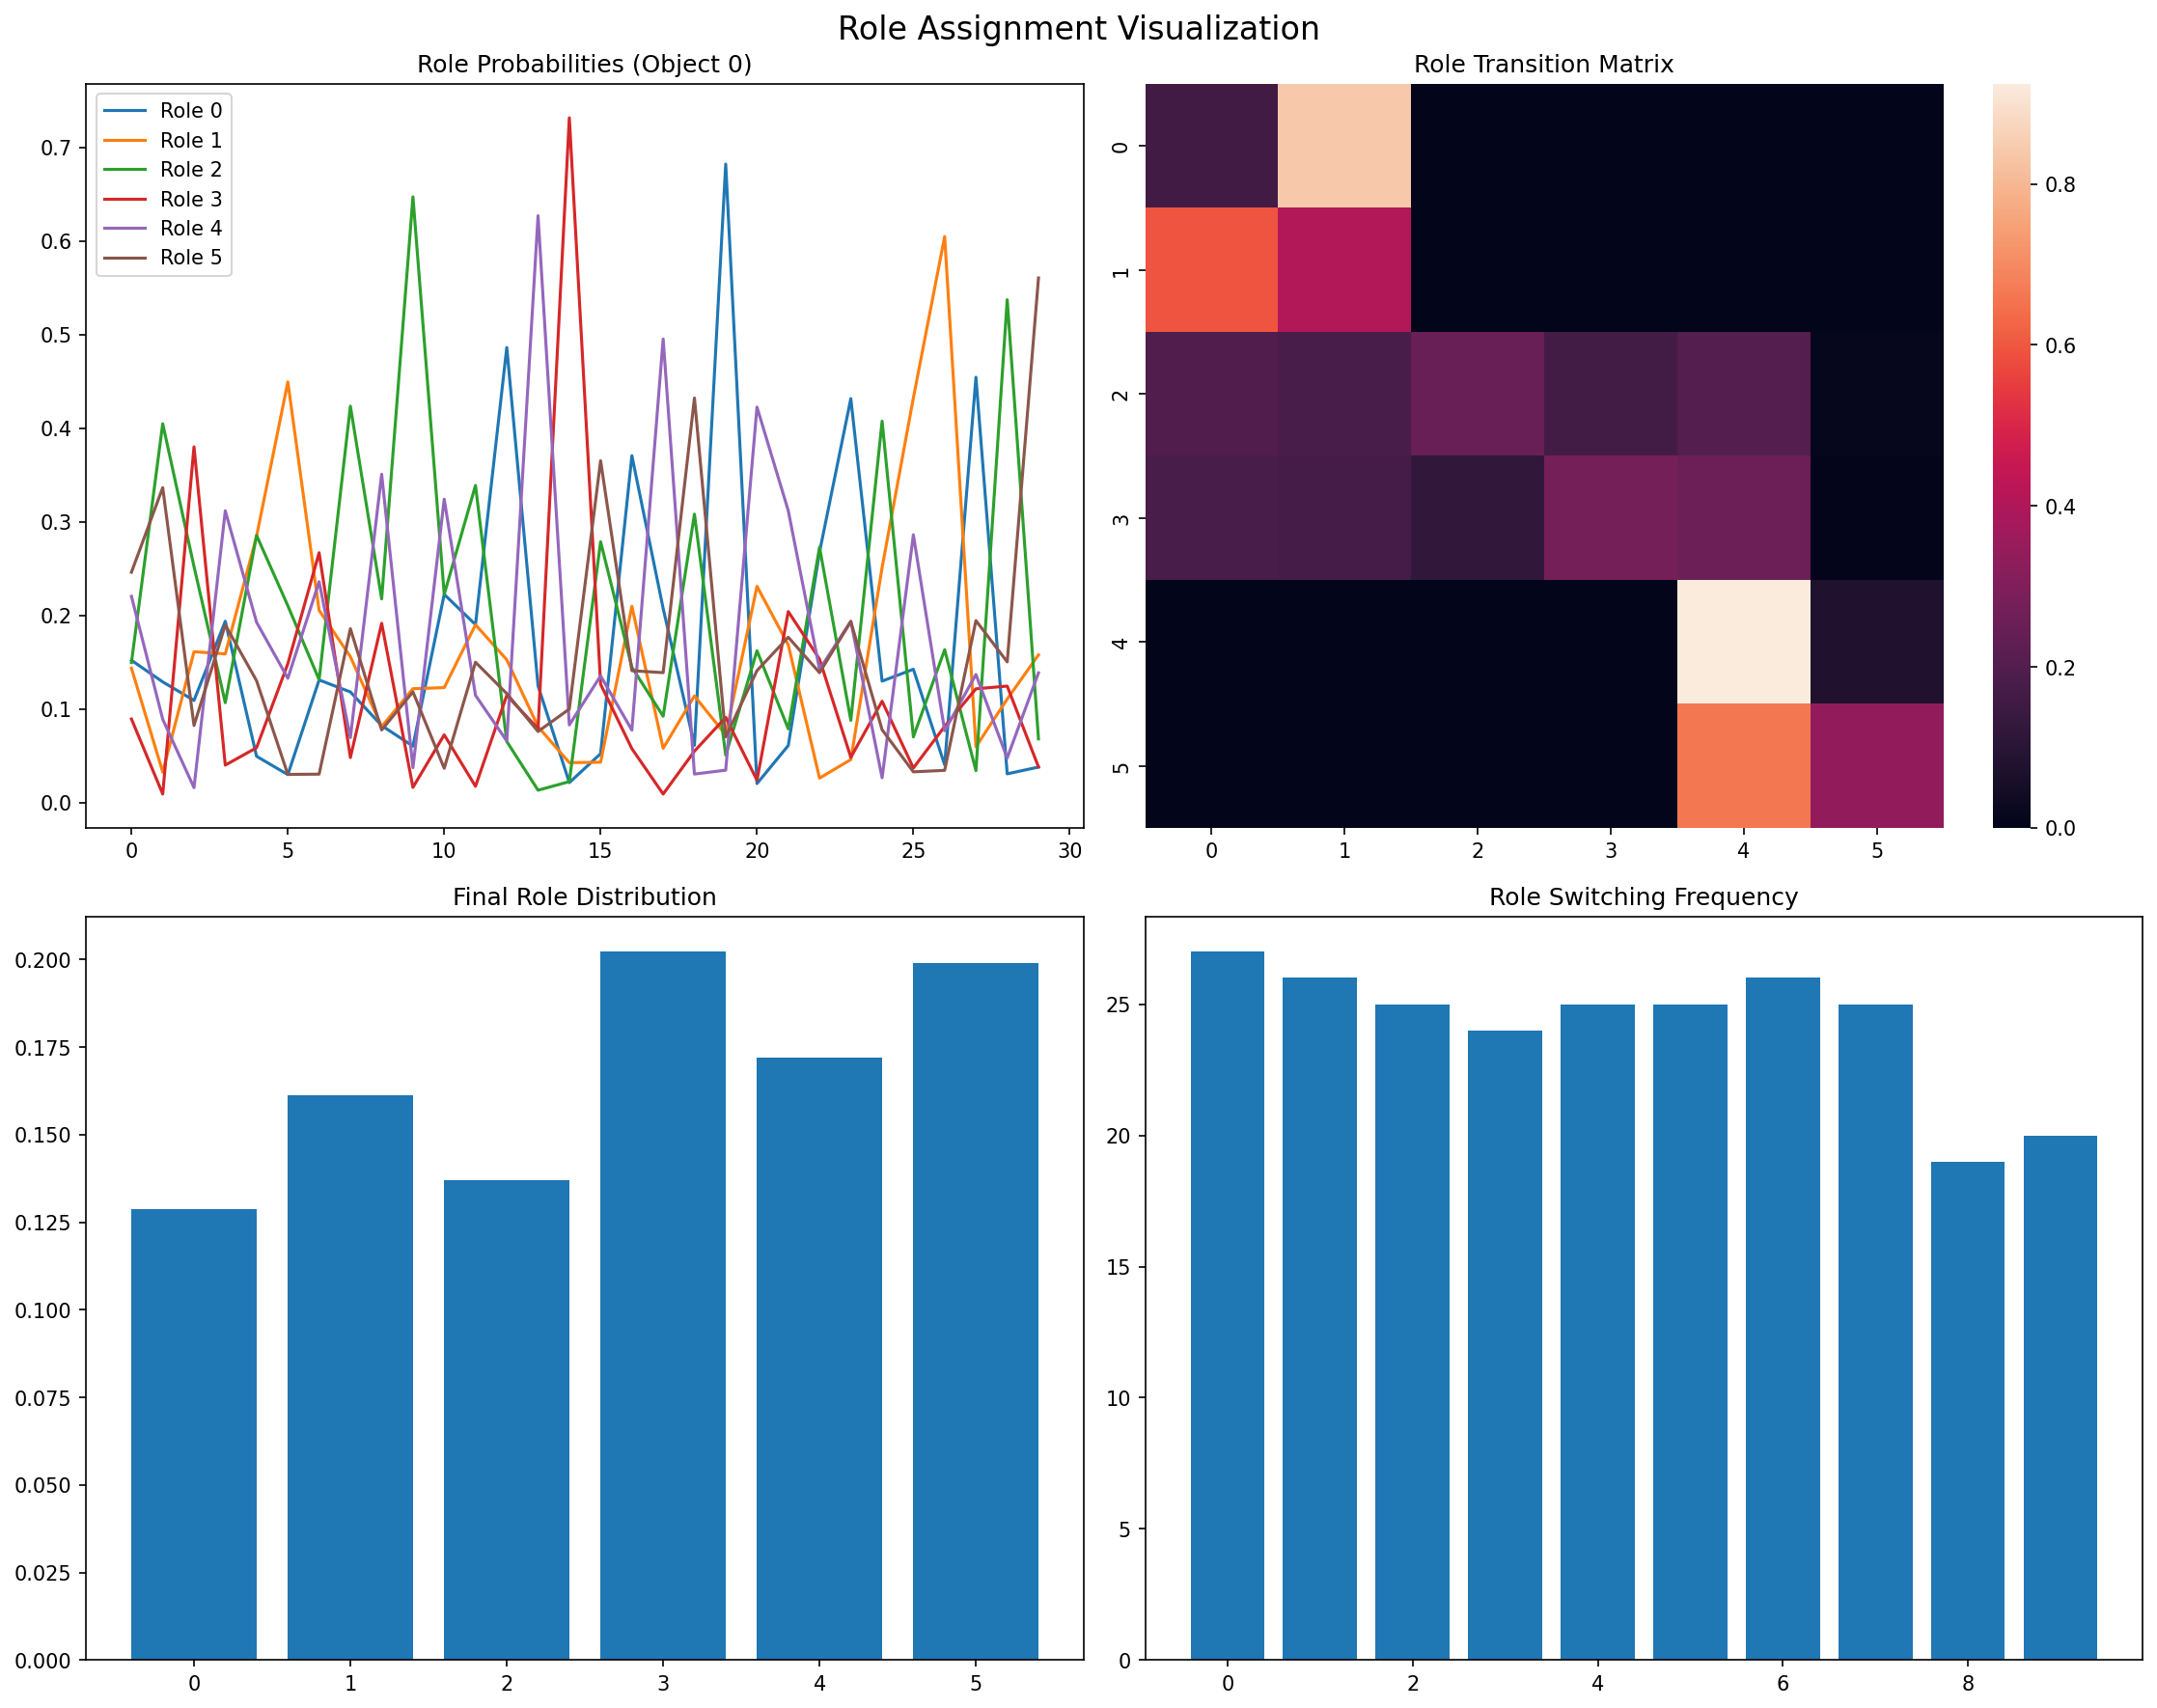 Role Assignment Visualization
Role Probabilities (Object 0)
Role 0
Role 1
Role 2
Role 3
Role 4
Role 5
0.7
0.6
0.5
0.4
0.3
0.2
0.1
0.0
0 5 10 15 20 25 30
Role Transition Matrix
0
1
2
3
4
5
0 1 2 3 4 5
0.8
0.6
0.4
0.2
0.0
Final Role Distribution
0.200
0.175
0.150
0.125
0.100
0.075
0.050
0.025
0.000
0 1 2 3 4 5
Role Switching Frequency
25
20
15
10
5
0
0 2 4 6 8